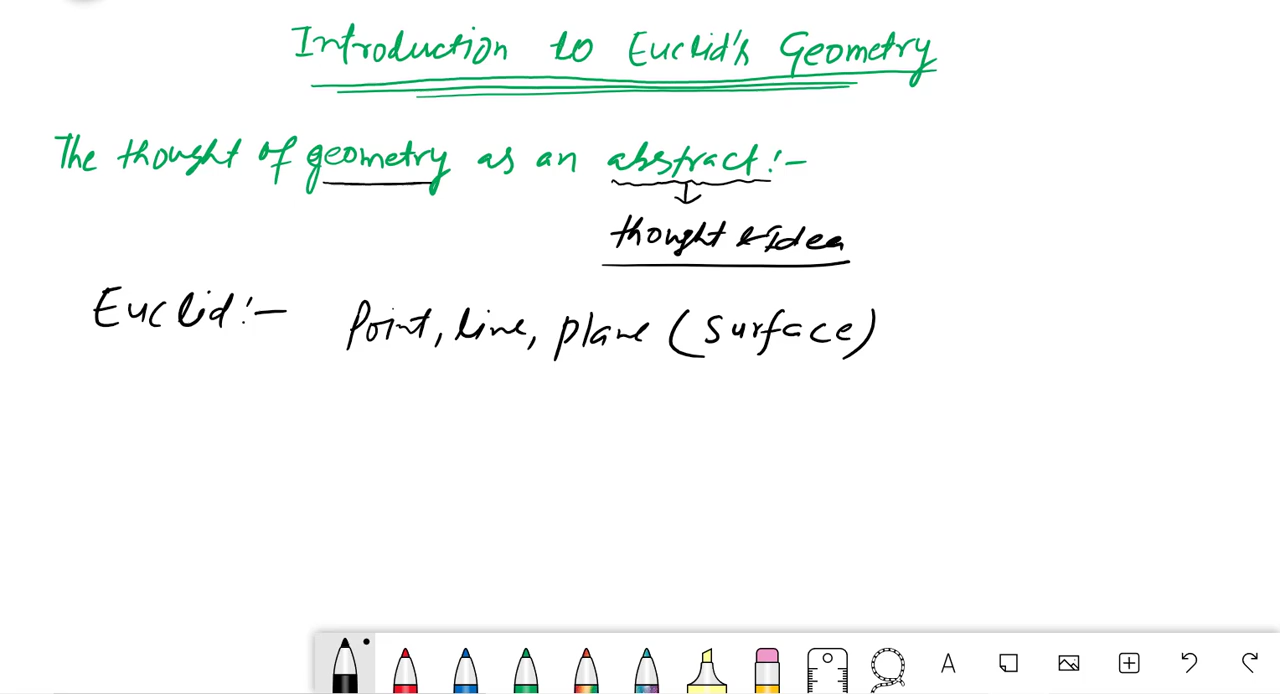 Introduction to Euclid's Geometry
The thought of geometry as an abstract :-
thought & Idea
Euclid :- Point, line, plane (Surface)
A